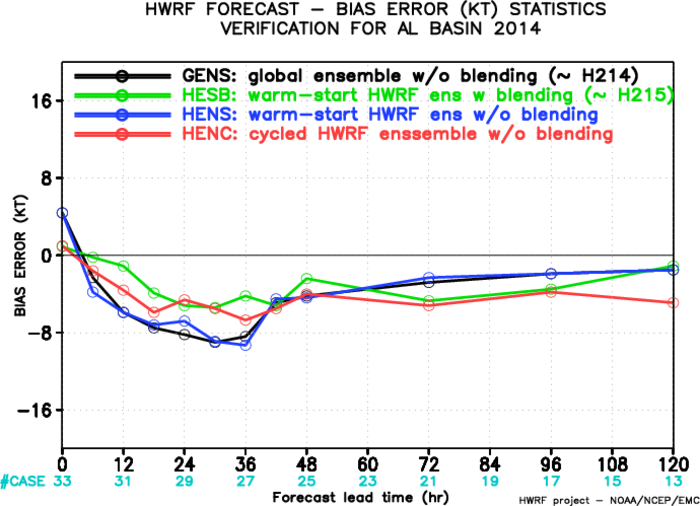 HWRF FORECAST – BIAS ERROR (KT) STATISTICS
VERIFICATION FOR AL BASIN 2014
GENS: global ensemble w/o blending (~ H214)
HESB: warm–start HWRF ens w blending (~ H215)
HENS: warm–start HWRF ens w/o blending
HENC: cycled HWRF enssemble w/o blending
BIAS ERROR (KT)
16
8
0
–8
–16
0 12 24 36 48 60 72 84 96 108 120
#CASE 33 31 29 27 25 23 21 19 17 15 13
Forecast lead time (hr)
HWRF project – NOAA/NCEP/EMC